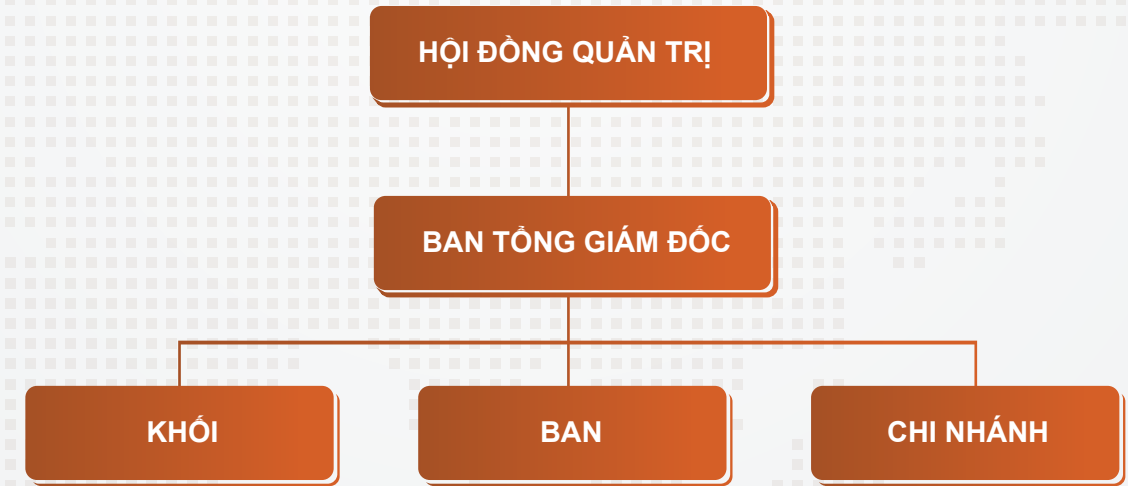 HỘI ĐỒNG QUẢN TRỊ
BAN TỔNG GIÁM ĐỐC
KHỐI
BAN
CHI NHÁNH